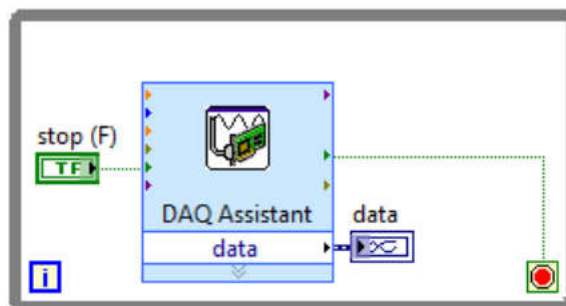 stop (F)
TF
DAQ Assistant
data
data
i